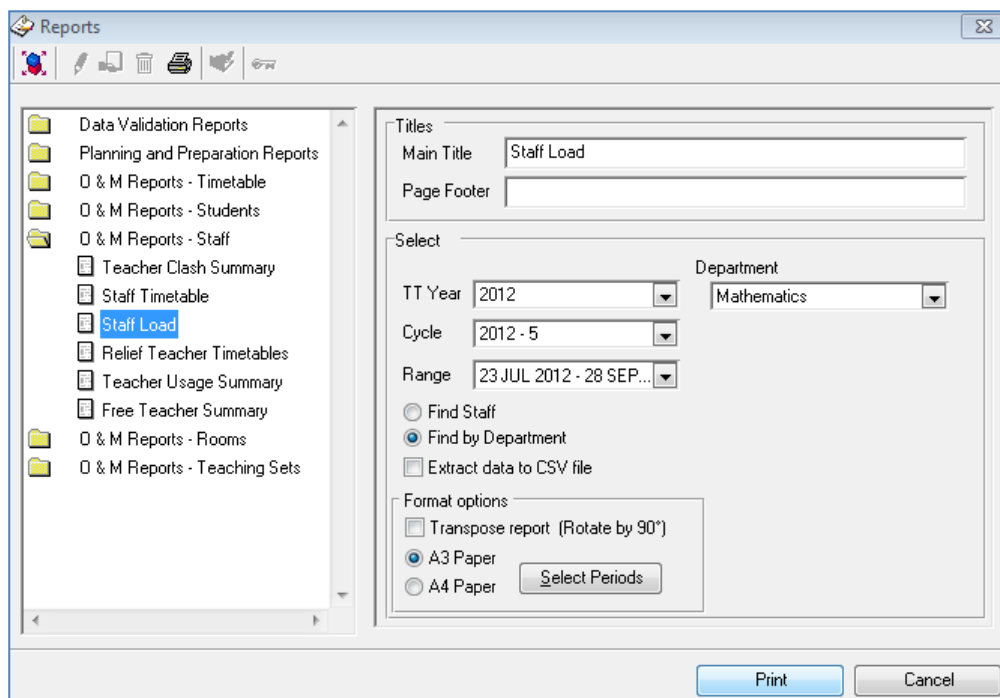 Reports
Data Validation Reports
Planning and Preparation Reports
O & M Reports - Timetable
O & M Reports - Students
O & M Reports - Staff
Teacher Clash Summary
Staff Timetable
Staff Load
Relief Teacher Timetables
Teacher Usage Summary
Free Teacher Summary
O & M Reports - Rooms
O & M Reports - Teaching Sets
Titles
Main Title Staff Load
Page Footer
Select
Department
TT Year 2012 Mathematics
Cycle 2012 - 5
Range 23 JUL 2012 - 28 SEP...
Find Staff
Find by Department
Extract data to CSV file
Format options
Transpose report (Rotate by 90°)
A3 Paper
A4 Paper Select Periods
Print Cancel